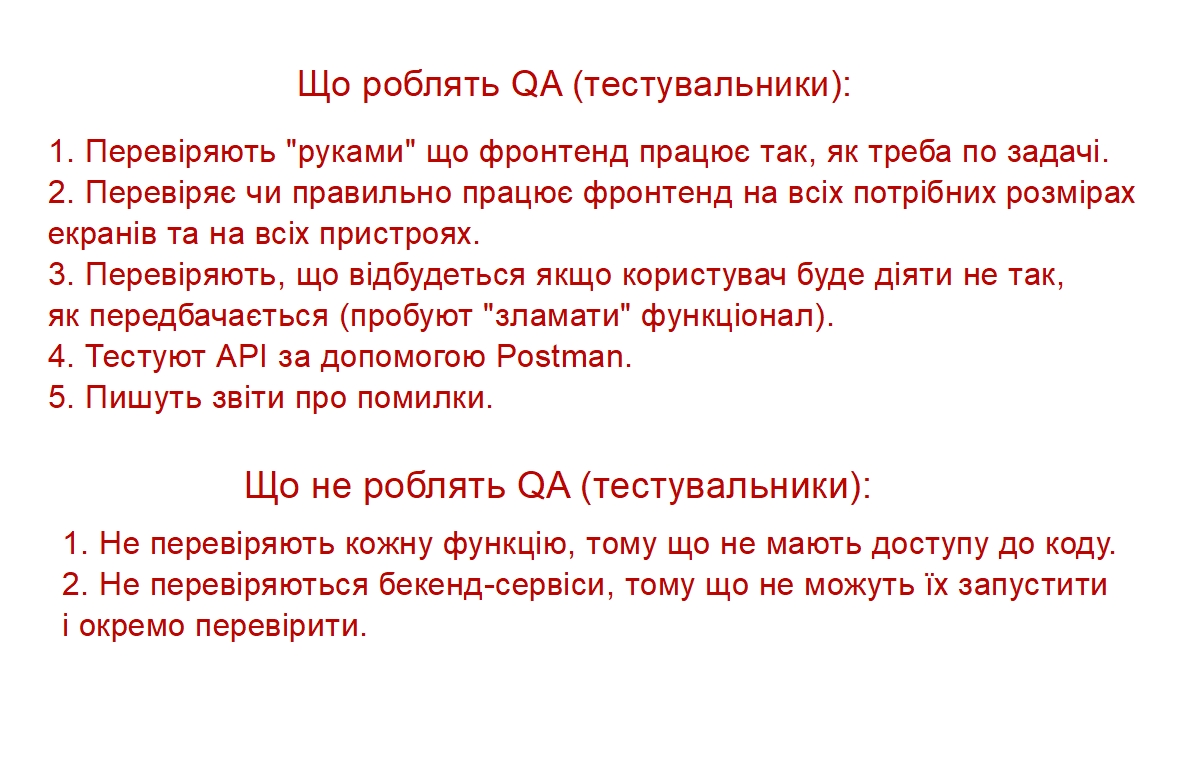 Що роблять QA (тестувальники):
1. Перевіряють "руками" що фронтенд працює так, як треба по задачі.
2. Перевіряє чи правильно працює фронтенд на всіх потрібних розмірах
екранів та на всіх пристроях.
3. Перевіряють, що відбудеться якщо користувач буде діяти не так,
як передбачається (пробуют "зламати" функціонал).
4. Тестуют API за допомогою Postman.
5. Пишуть звіти про помилки.
Що не роблять QA (тестувальники):
1. Не перевіряють кожну функцію, тому що не мають доступу до коду.
2. Не перевіряються бекенд-сервіси, тому що не можуть їх запустити
і окремо перевірити.